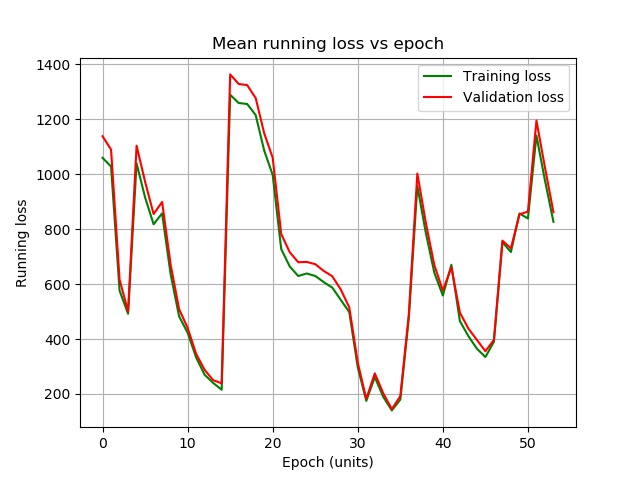 Mean running loss vs epoch
Training loss
Validation loss
Running loss
1400
1200
1000
800
600
400
200
0 10 20 30 40 50
Epoch (units)